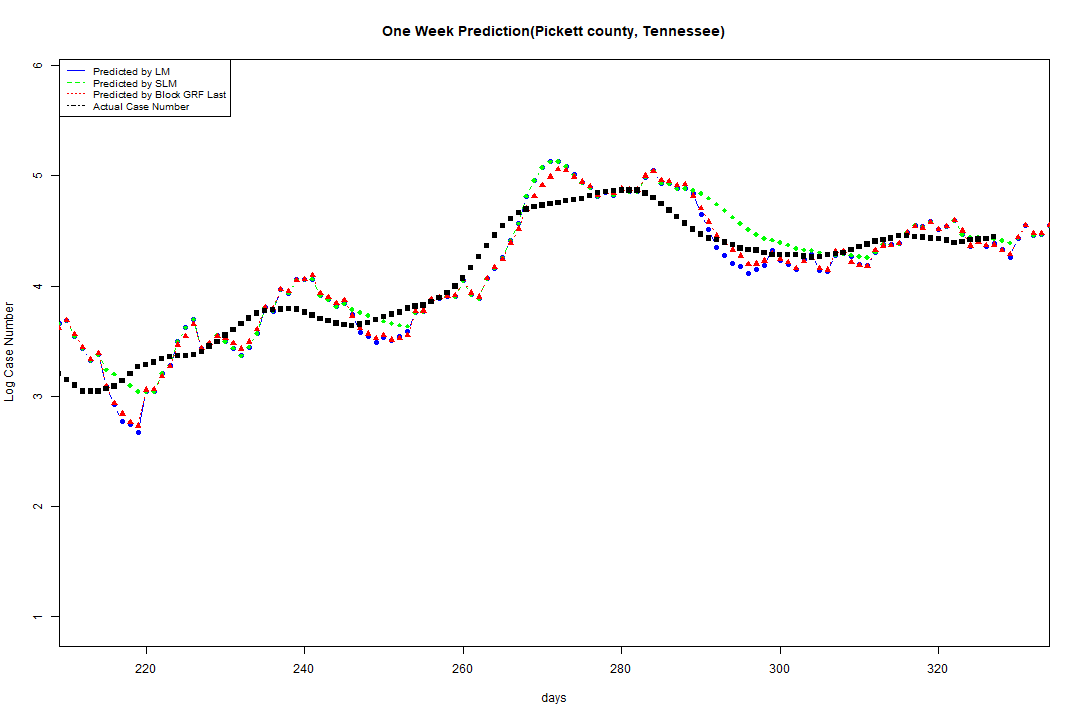 One Week Prediction(Pickett county, Tennessee)
Predicted by LM
Predicted by SLM
Predicted by Block GRF Last
Actual Case Number
6
5
4
3
2
1
Log Case Number
220 240 260 280 300 320
days